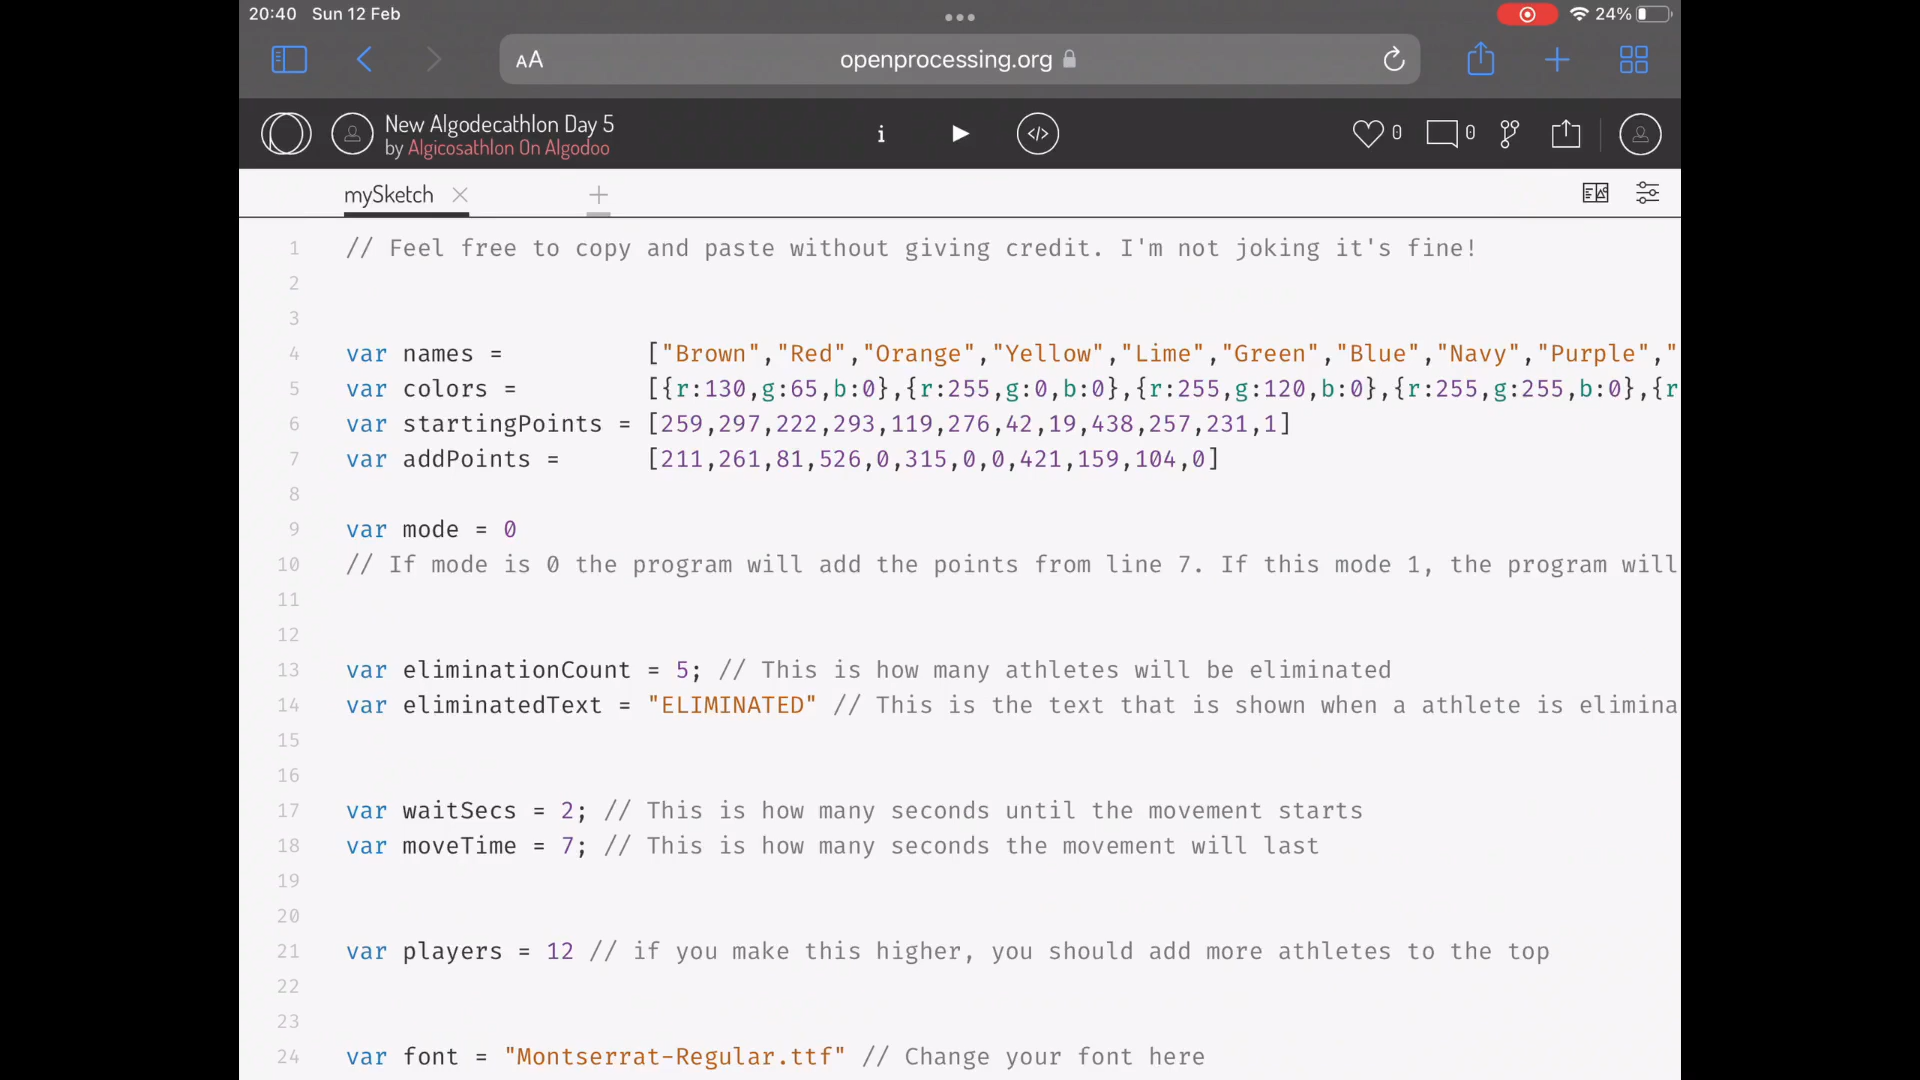 20:40 Sun 12 Feb
24%
AA
openprocessing.org
New Algodecathlon Day 5
by Algicosathlon On Algodoo
0
0
mySketch
1 // Feel free to copy and paste without giving credit. I'm not joking it's fine!
2
3
4 var names = ["Brown","Red","Orange","Yellow","Lime","Green","Blue","Navy","Purple","
5 var colors = [{r:130,g:65,b:0},{r:255,g:0,b:0},{r:255,g:120,b:0},{r:255,g:255,b:0},{r
6 var startingPoints = [259,297,222,293,119,276,42,19,438,257,231,1]
7 var addPoints = [211,261,81,526,0,315,0,0,421,159,104,0]
8
9 var mode = 0
10 // If mode is 0 the program will add the points from line 7. If this mode 1, the program will
11
12
13 var eliminationCount = 5; // This is how many athletes will be eliminated
14 var eliminatedText = "ELIMINATED" // This is the text that is shown when a athlete is elimina
15
16
17 var waitSecs = 2; // This is how many seconds until the movement starts
18 var moveTime = 7; // This is how many seconds the movement will last
19
20
21 var players = 12 // if you make this higher, you should add more athletes to the top
22
23
24 var font = "Montserrat-Regular.ttf" // Change your font here